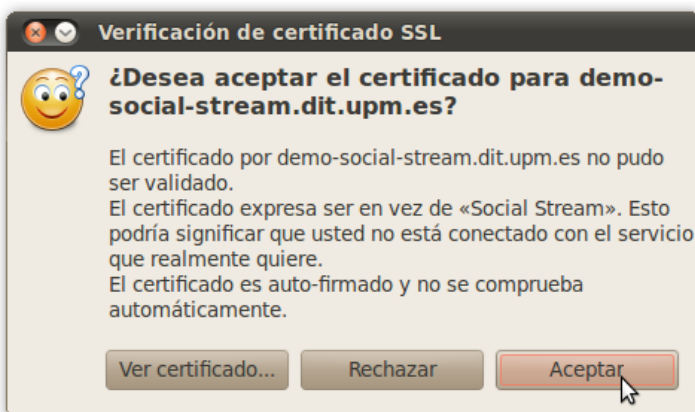 Verificación de certificado SSL
¿Desea aceptar el certificado para demo-
social-stream.dit.upm.es?
El certificado por demo-social-stream.dit.upm.es no pudo
ser validado.
El certificado expresa ser en vez de «Social Stream». Esto
podría significar que usted no está conectado con el servicio
que realmente quiere.
El certificado es auto-firmado y no se comprueba
automáticamente.
Ver certificado...
Rechazar
Aceptar